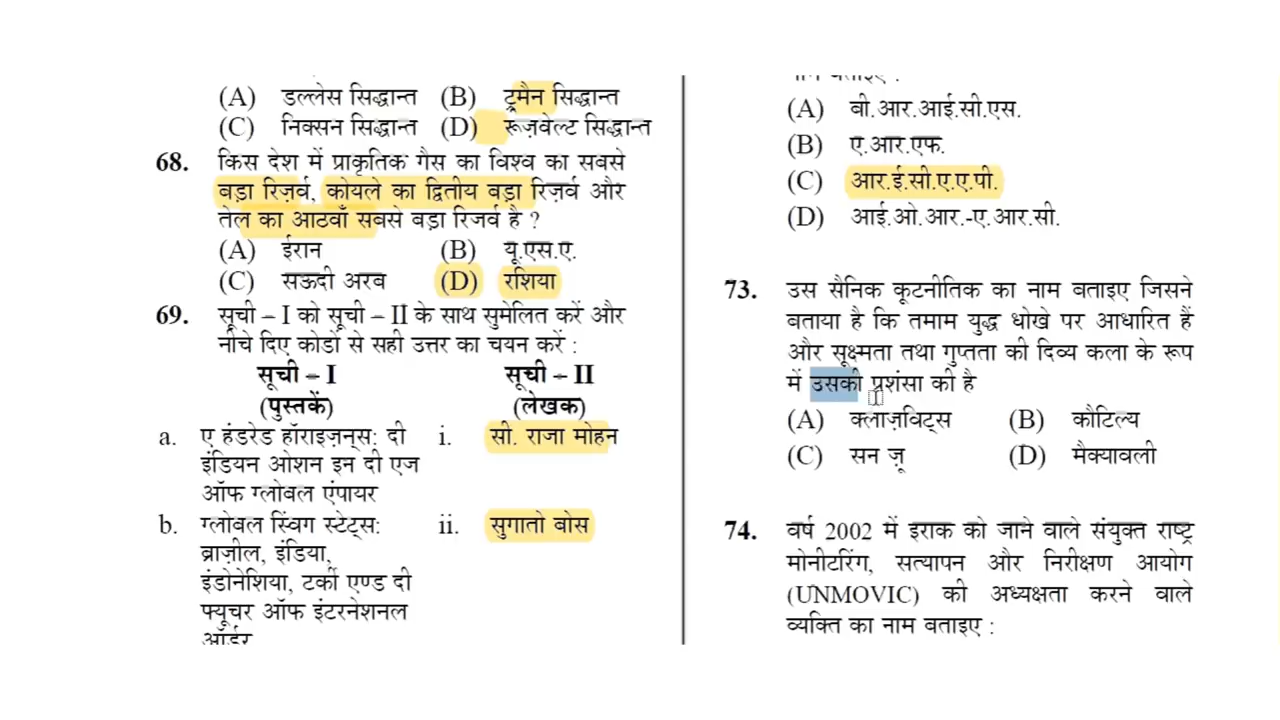 (A) डल्लेस सिद्धान्त (B) ट्रूमैन सिद्धान्त
(C) निक्सन सिद्धान्त (D) रूज़वेल्ट सिद्धान्त
68. किस देश में प्राकृतिक गैस का विश्व का सबसे
बड़ा रिज़र्व, कोयले का द्वितीय बड़ा रिज़र्व और
तेल का आठवाँ सबसे बड़ा रिजर्व है ?
(A) ईरान (B) यू.एस.ए.
(C) सऊदी अरब (D) रशिया
69. सूची – I को सूची – II के साथ सुमेलित करें और
नीचे दिए कोडों से सही उत्तर का चयन करें :
सूची – I सूची – II
(पुस्तकें) (लेखक)
a. ए हंडरेड हॉराइज़न्स: दी i. सी. राजा मोहन
इंडियन ओशन इन दी एज
ऑफ ग्लोबल एंपायर
b. ग्लोबल स्विंग स्टेट्स: ii. सुगातो बोस
ब्राज़ील, इंडिया,
इंडोनेशिया, टर्की एण्ड दी
फ्यूचर ऑफ इंटरनेशनल
ऑर्डर
नाम बताइए :
(A) बी.आर.आई.सी.एस.
(B) ए.आर.एफ.
(C) आर.ई.सी.ए.ए.पी.
(D) आई.ओ.आर.-ए.आर.सी.
73. उस सैनिक कूटनीतिक का नाम बताइए जिसने
बताया है कि तमाम युद्ध धोखे पर आधारित हैं
और सूक्ष्मता तथा गुप्तता की दिव्य कला के रूप
में उसकी प्रशंसा की है
(A) क्लाज़विट्स (B) कौटिल्य
(C) सन ज़ू (D) मैक्यावली
74. वर्ष 2002 में इराक को जाने वाले संयुक्त राष्ट्र
मोनीटरिंग, सत्यापन और निरीक्षण आयोग
(UNMOVIC) की अध्यक्षता करने वाले
व्यक्ति का नाम बताइए :